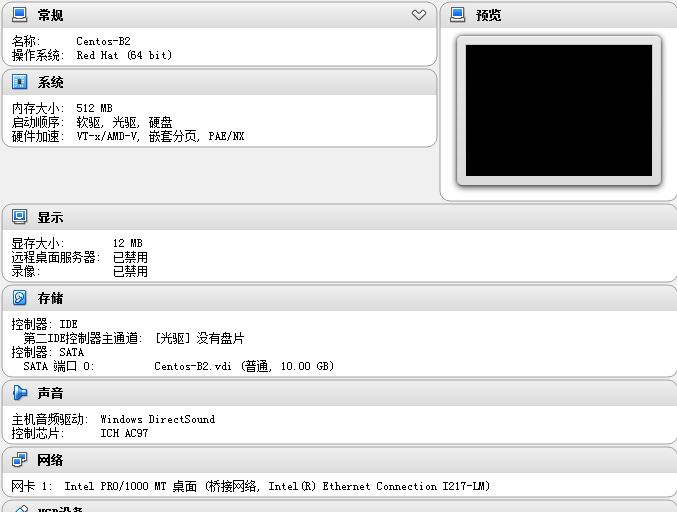 常规
名称: Centos-B2
操作系统: Red Hat (64 bit)
预览
系统
内存大小: 512 MB
启动顺序: 软驱, 光驱, 硬盘
硬件加速: VT-x/AMD-V, 嵌套分页, PAE/NX
显示
显存大小: 12 MB
远程桌面服务器: 已禁用
录像: 已禁用
存储
控制器: IDE
第二IDE控制器主通道: [光驱] 没有盘片
控制器: SATA
SATA 端口 0: Centos-B2.vdi (普通, 10.00 GB)
声音
主机音频驱动: Windows DirectSound
控制芯片: ICH AC97
网络
网卡 1: Intel PRO/1000 MT 桌面 (桥接网络, Intel(R) Ethernet Connection I217-LM)
USB设备